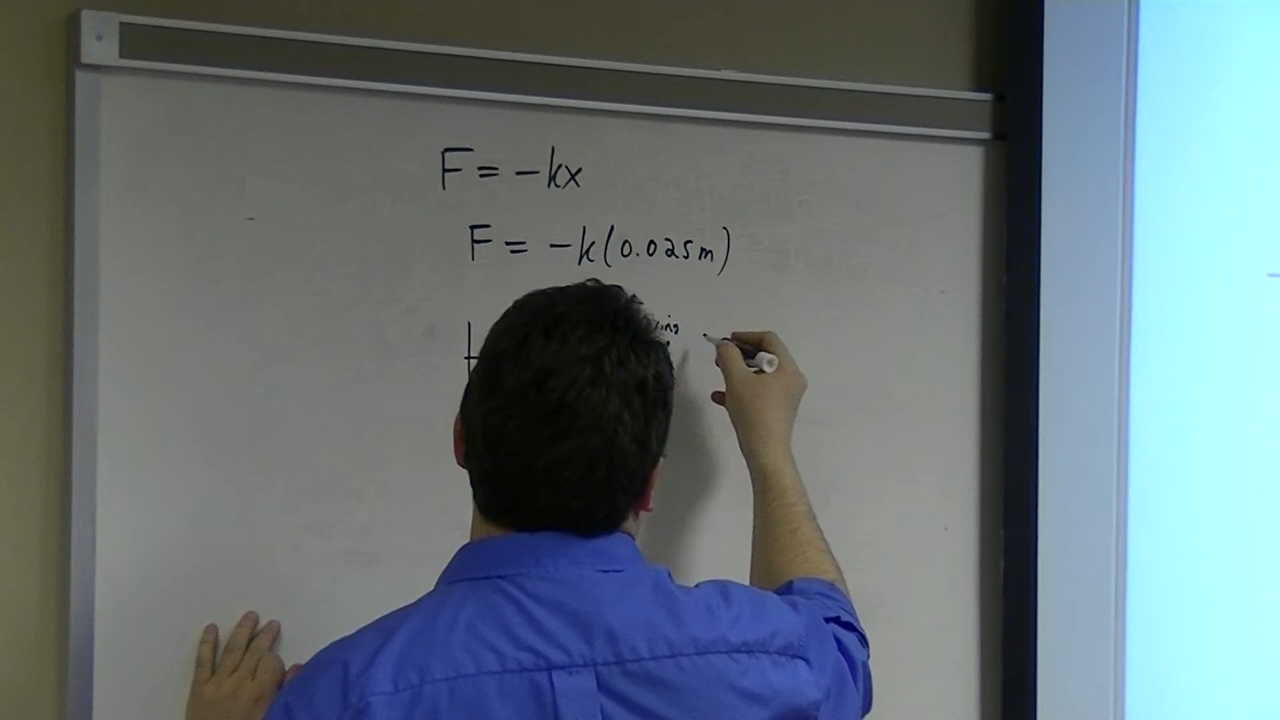 F = -kx
F = -k(0.025m)